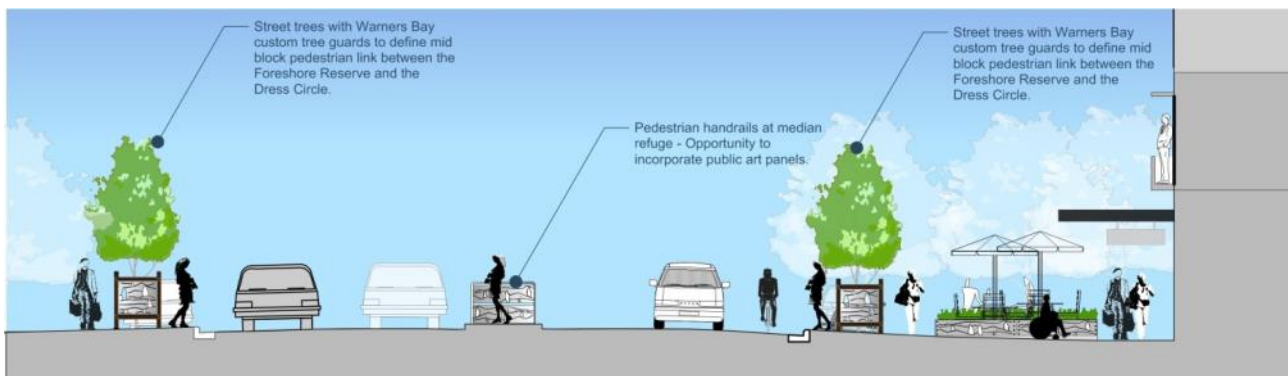 Street trees with Warners Bay
custom tree guards to define mid
block pedestrian link between the
Foreshore Reserve and the
Dress Circle.
Pedestrian handrails at median
refuge - Opportunity to
incorporate public art panels.
Street trees with Warners Bay
custom tree guards to define mid
block pedestrian link between the
Foreshore Reserve and the
Dress Circle.